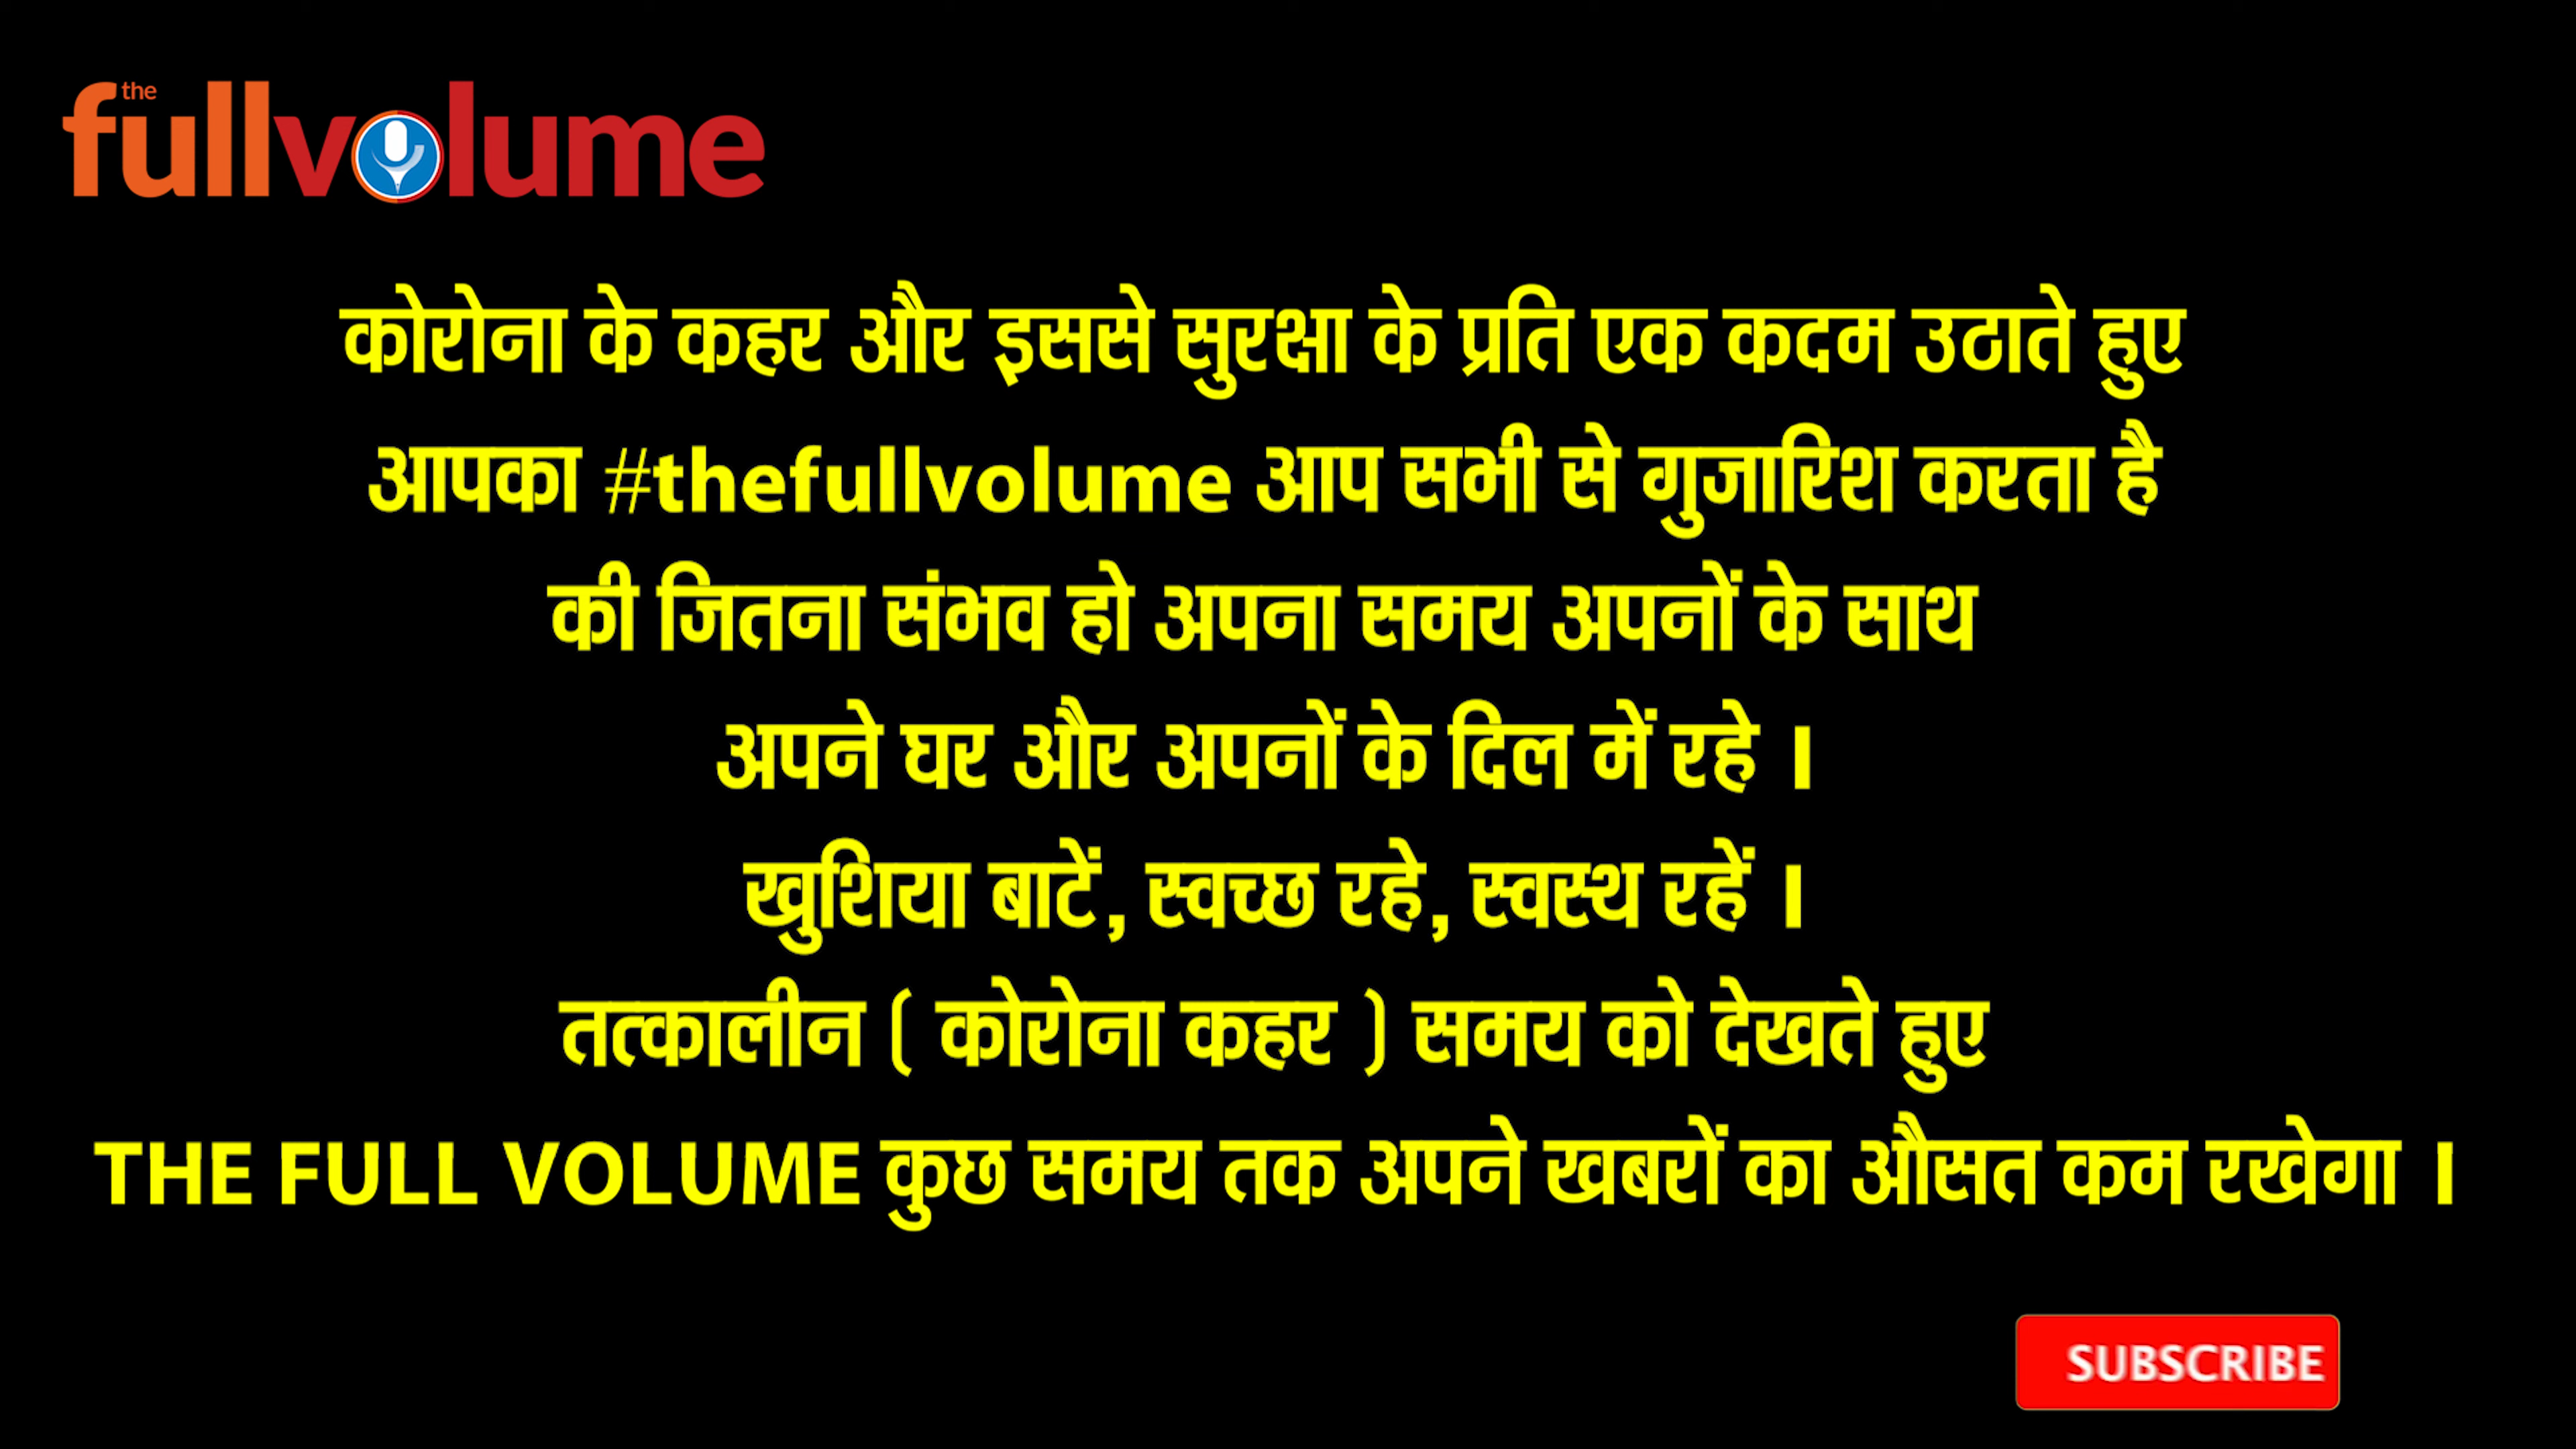 the
fullvolume
कोरोना के कहर और इससे सुरक्षा के प्रति एक कदम उठाते हुए
आपका #thefullvolume आप सभी से गुजारिश करता है
की जितना संभव हो अपना समय अपनों के साथ
अपने घर और अपनों के दिल में रहे ।
खुशिया बाटें, स्वच्छ रहे, स्वस्थ रहें ।
तत्कालीन ( कोरोना कहर ) समय को देखते हुए
THE FULL VOLUME कुछ समय तक अपने खबरों का औसत कम रखेगा ।
SUBSCRIBE